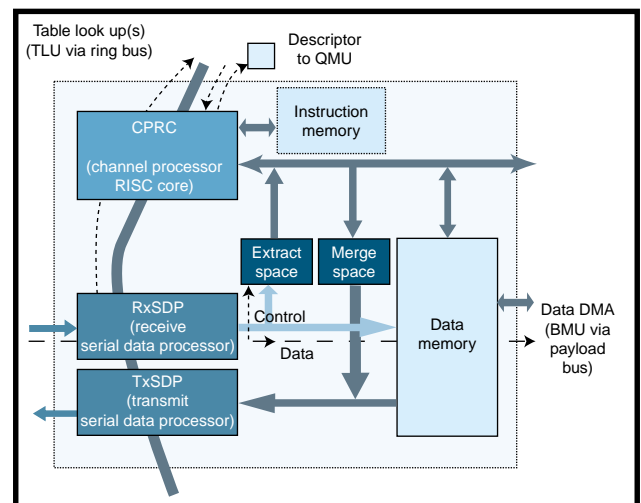 Table look up(s)
(TLU via ring bus)
Descriptor
to QMU
CPRC
(channel processor
RISC core)
Instruction
memory
Extract
space
Merge
space
RxSDP
(receive
serial data processor)
Control
Data
Data
memory
Data DMA
(BMU via
payload
bus)
TxSDP
(transmit
serial data processor)